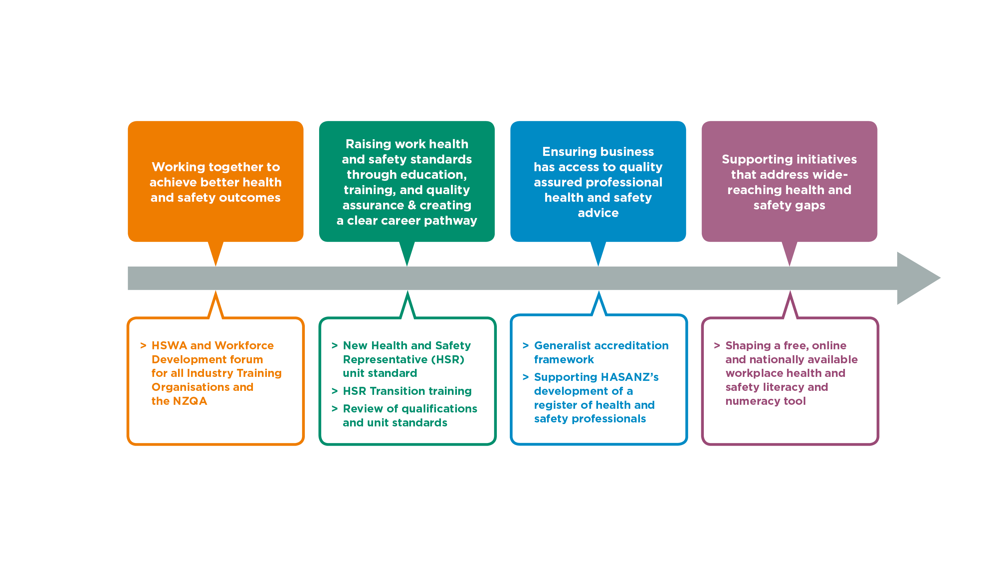 Working together to
achieve better health
and safety outcomes
Raising work health
and safety standards
through education,
training, and quality
assurance & creating
a clear career pathway
Ensuring business
has access to quality
assured professional
health and safety
advice
Supporting initiatives
that address wide-
reaching health and
safety gaps
> HSWA and Workforce
Development forum
for all Industry Training
Organisations and
the NZQA
> New Health and Safety
Representative (HSR)
unit standard
> HSR Transition training
> Review of qualifications
and unit standards
> Generalist accreditation
framework
> Supporting HASANZ’s
development of a
register of health and
safety professionals
> Shaping a free, online
and nationally available
workplace health and
safety literacy and
numeracy tool